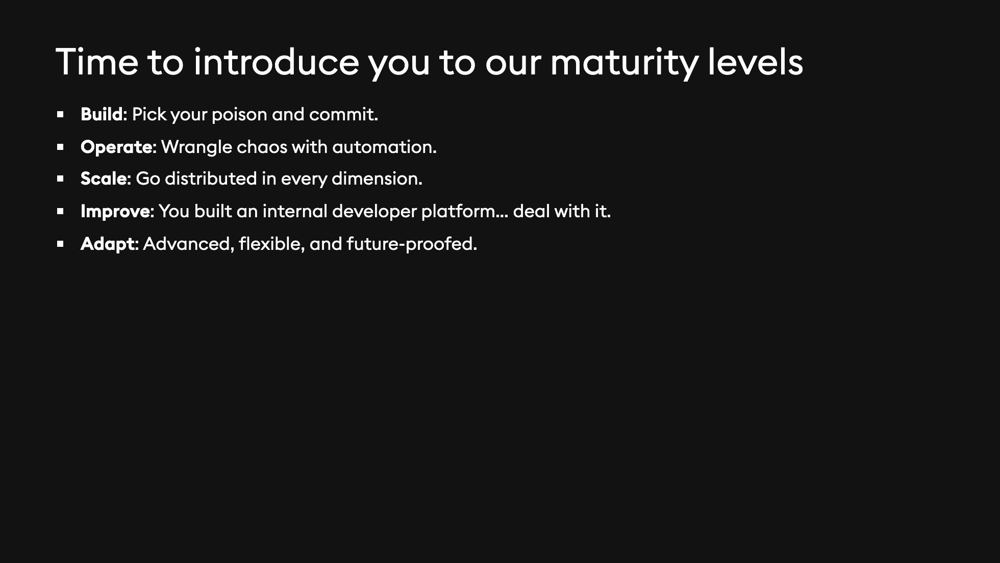 Time to introduce you to our maturity levels
▪ Build: Pick your poison and commit.
▪ Operate: Wrangle chaos with automation.
▪ Scale: Go distributed in every dimension.
▪ Improve: You built an internal developer platform... deal with it.
▪ Adapt: Advanced, flexible, and future-proofed.